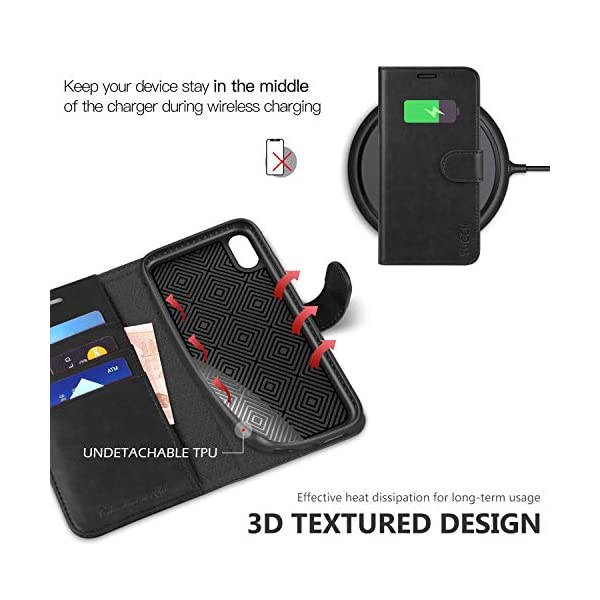 Keep your device stay in the middle
of the charger during wireless charging
ATM
UNDETACHABLE TPU
Effective heat dissipation for long-term usage
3D TEXTURED DESIGN